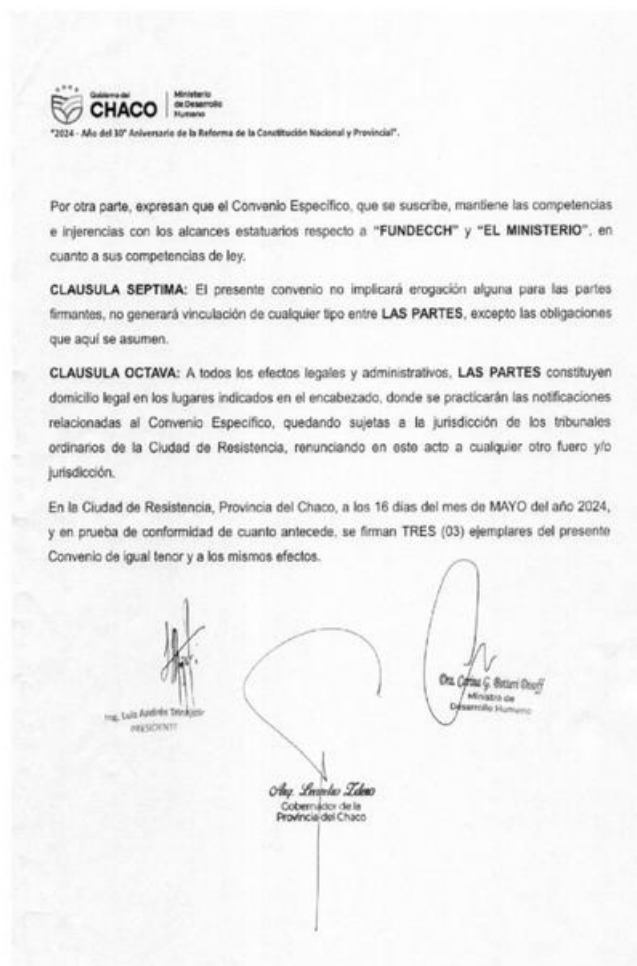 Gobierno del
CHACO
Ministerio
de Desarrollo
Humano
"2024 - Año del 30° Aniversario de la Reforma de la Constitución Nacional y Provincial".
Por otra parte, expresan que el Convenio Específico, que se suscribe, mantiene las competencias
e injerencias con los alcances estatuarios respecto a "FUNDECCH" y "EL MINISTERIO", en
cuanto a sus competencias de ley.
CLAUSULA SEPTIMA: El presente convenio no implicará erogación alguna para las partes
firmantes, no generará vinculación de cualquier tipo entre LAS PARTES, excepto las obligaciones
que aquí se asumen.
CLAUSULA OCTAVA: A todos los efectos legales y administrativos, LAS PARTES constituyen
domicilio legal en los lugares indicados en el encabezado, donde se practicarán las notificaciones
relacionadas al Convenio Específico, quedando sujetas a la jurisdicción de los tribunales
ordinarios de la Ciudad de Resistencia, renunciando en este acto a cualquier otro fuero y/o
jurisdicción.
En la Ciudad de Resistencia, Provincia del Chaco, a los 16 días del mes de MAYO del año 2024,
y en prueba de conformidad de cuanto antecede, se firman TRES (03) ejemplares del presente
Convenio de igual tenor y a los mismos efectos.
Dra. Carina G. Botteri
Ministra de
Desarrollo Humano
Ing. Luis Andrés
PRESIDENTE
Arq. Leandro Zdero
Gobernador de la
Provincia del Chaco